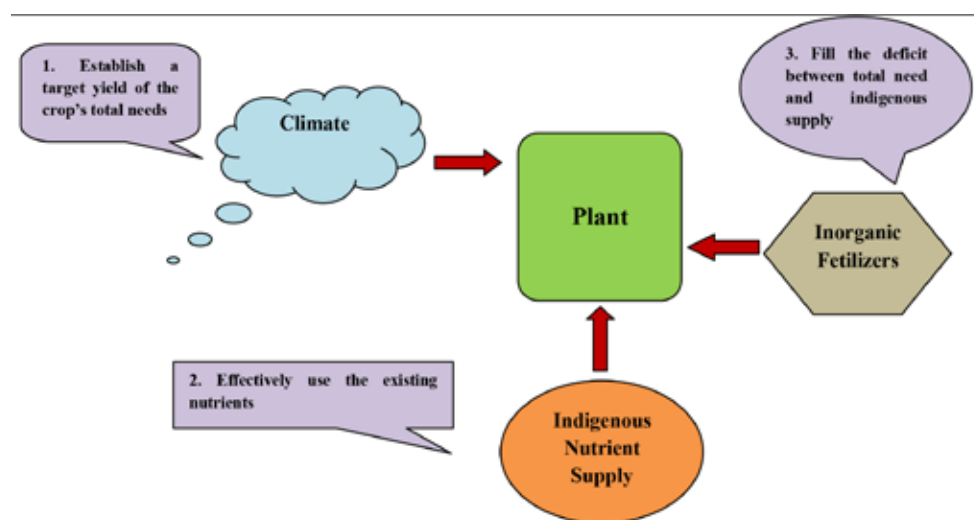 1. Establish a
target yield of the
crop's total needs
Climate
3. Fill the deficit
between total need
and indigenous
supply
Plant
Inorganic
Fetilizers
2. Effectively use the existing
nutrients
Indigenous
Nutrient
Supply